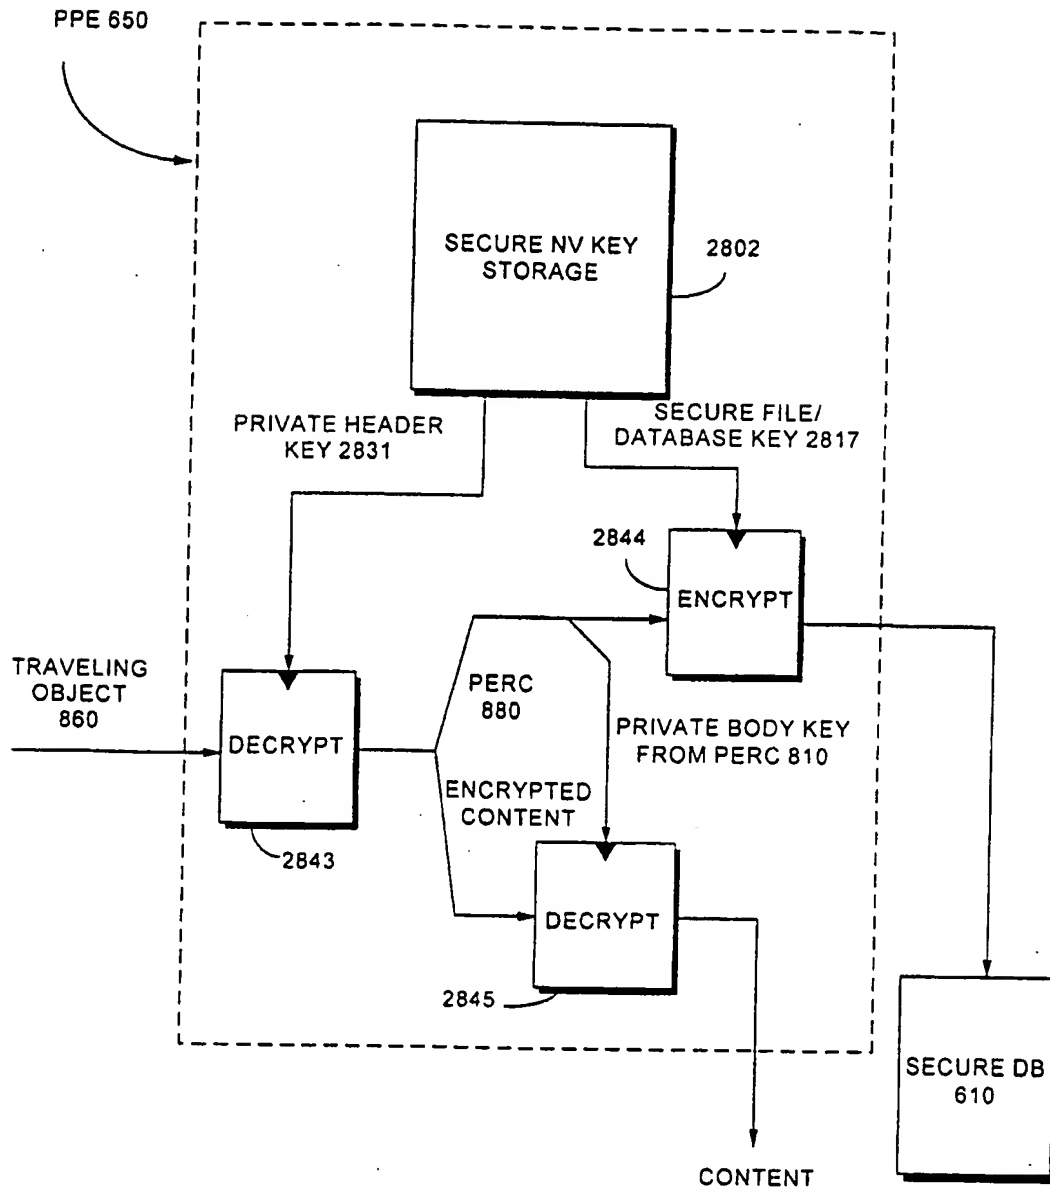 PPE 650
SECURE NV KEY
STORAGE
2802
PRIVATE HEADER
KEY 2831
SECURE FILE/
DATABASE KEY 2817
2844
ENCRYPT
TRAVELING
OBJECT
860
DECRYPT
PERC
880
PRIVATE BODY KEY
FROM PERC 810
ENCRYPTED
CONTENT
2843
DECRYPT
2845
SECURE DB
610
CONTENT